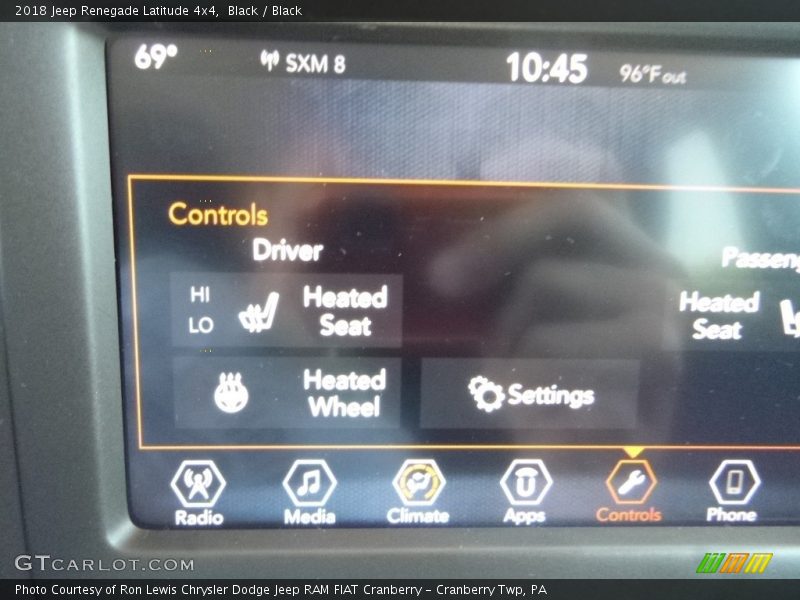 2018 Jeep Renegade Latitude 4x4, Black / Black
69° SXM 8 10:45 96°F out
Controls
Driver
HI
LO
Heated
Seat
Heated
Wheel
Settings
Passeng
Heated
Seat
Radio Media Climate Apps Controls Phone
GTCARLOT.COM
Photo Courtesy of Ron Lewis Chrysler Dodge Jeep RAM FIAT Cranberry – Cranberry Twp, PA